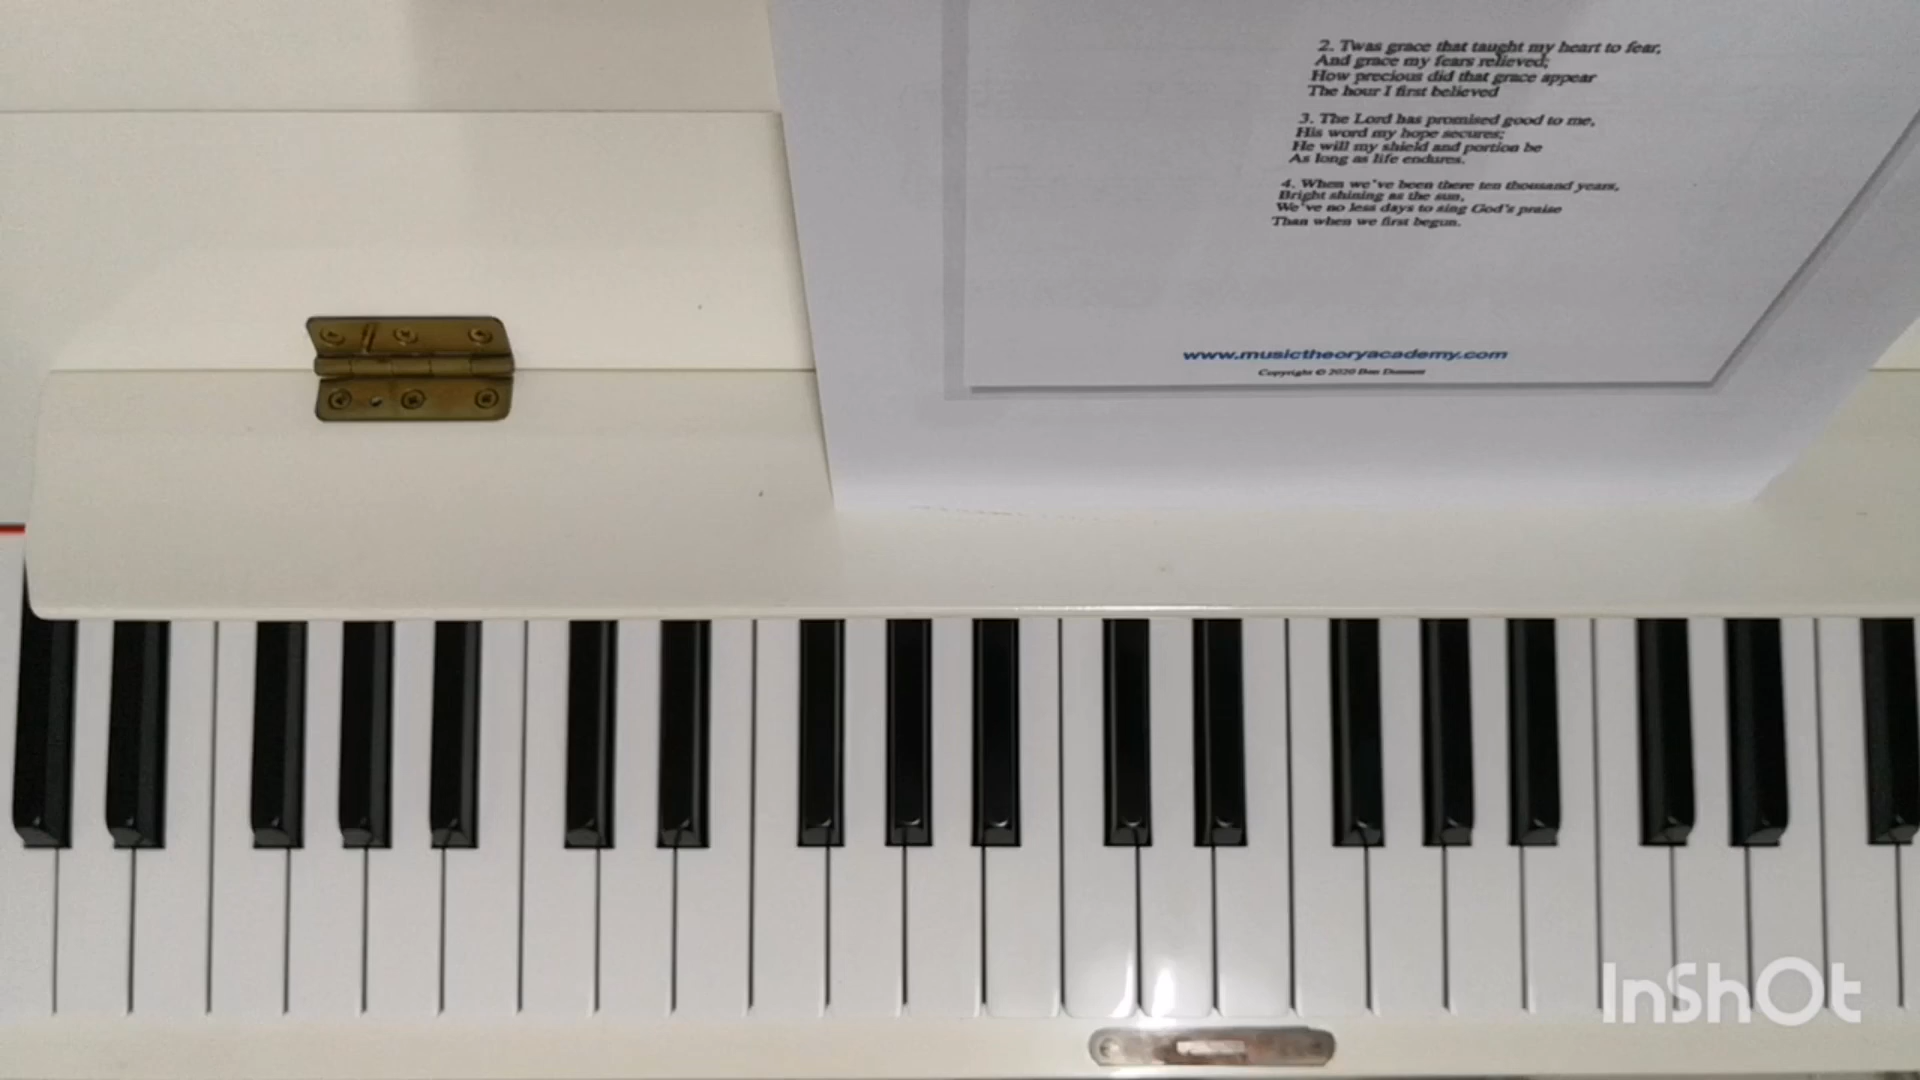 2. Twas grace that taught my heart to fear,
And grace my fears relieved;
How precious did that grace appear
The hour I first believed
3. The Lord has promised good to me,
His word my hope secures;
He will my shield and portion be
As long as life endures.
4. When we've been there ten thousand years,
Bright shining as the sun,
We've no less days to sing God's praise
Than when we first begun.
www.musictheoryacademy.com
Copyright © 2020 Ben Dunnett
InShOt